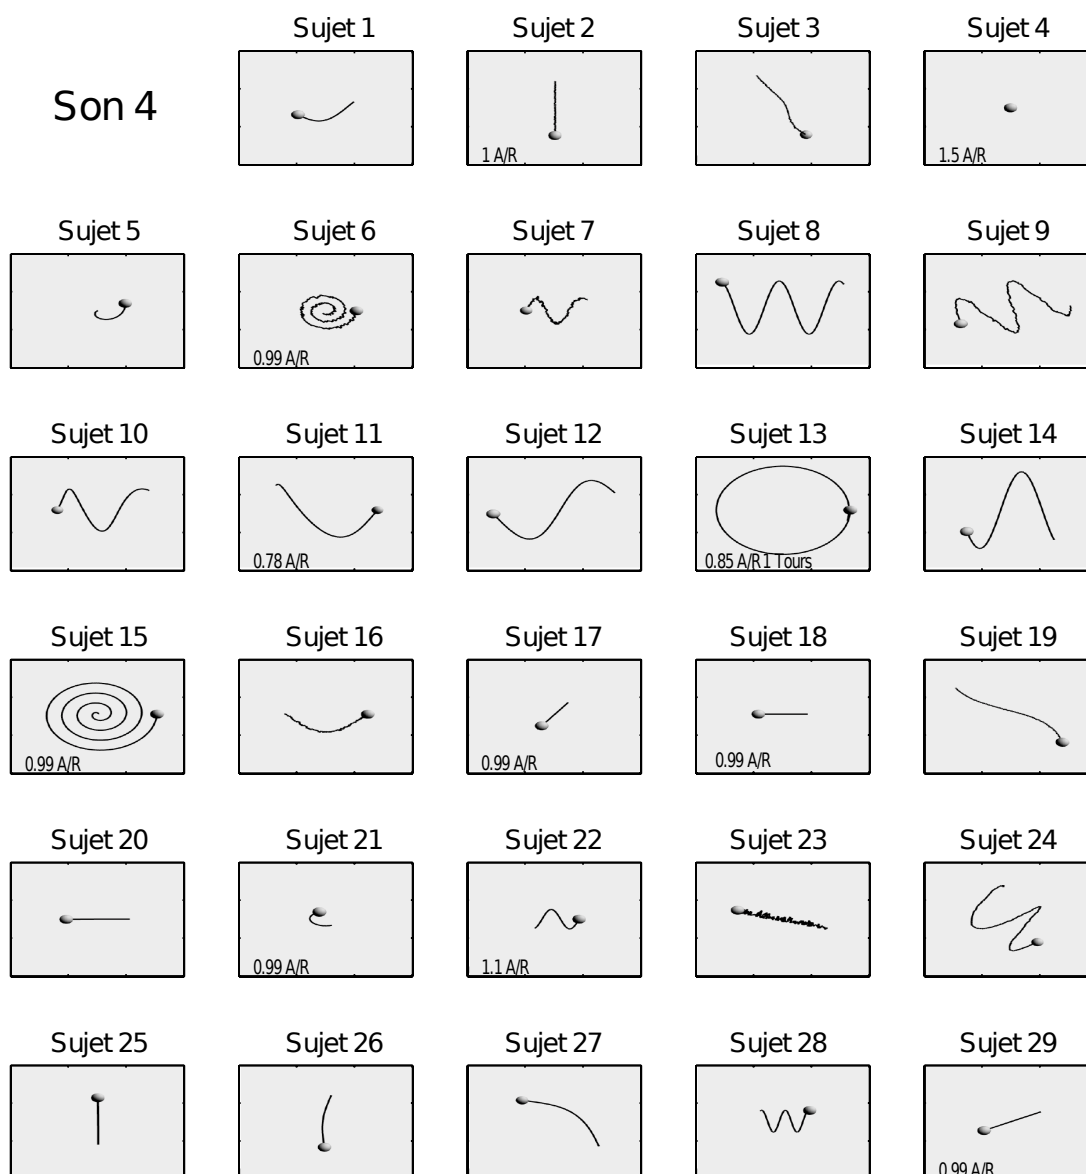 Sujet 1 Sujet 2 Sujet 3 Sujet 4
Son 4
1 A/R 1.5 A/R
Sujet 5 Sujet 6 Sujet 7 Sujet 8 Sujet 9
0.99 A/R
Sujet 10 Sujet 11 Sujet 12 Sujet 13 Sujet 14
0.78 A/R 0.85 A/R 1 Tours
Sujet 15 Sujet 16 Sujet 17 Sujet 18 Sujet 19
0.99 A/R 0.99 A/R 0.99 A/R
Sujet 20 Sujet 21 Sujet 22 Sujet 23 Sujet 24
0.99 A/R 1.1 A/R
Sujet 25 Sujet 26 Sujet 27 Sujet 28 Sujet 29
0.99 A/R